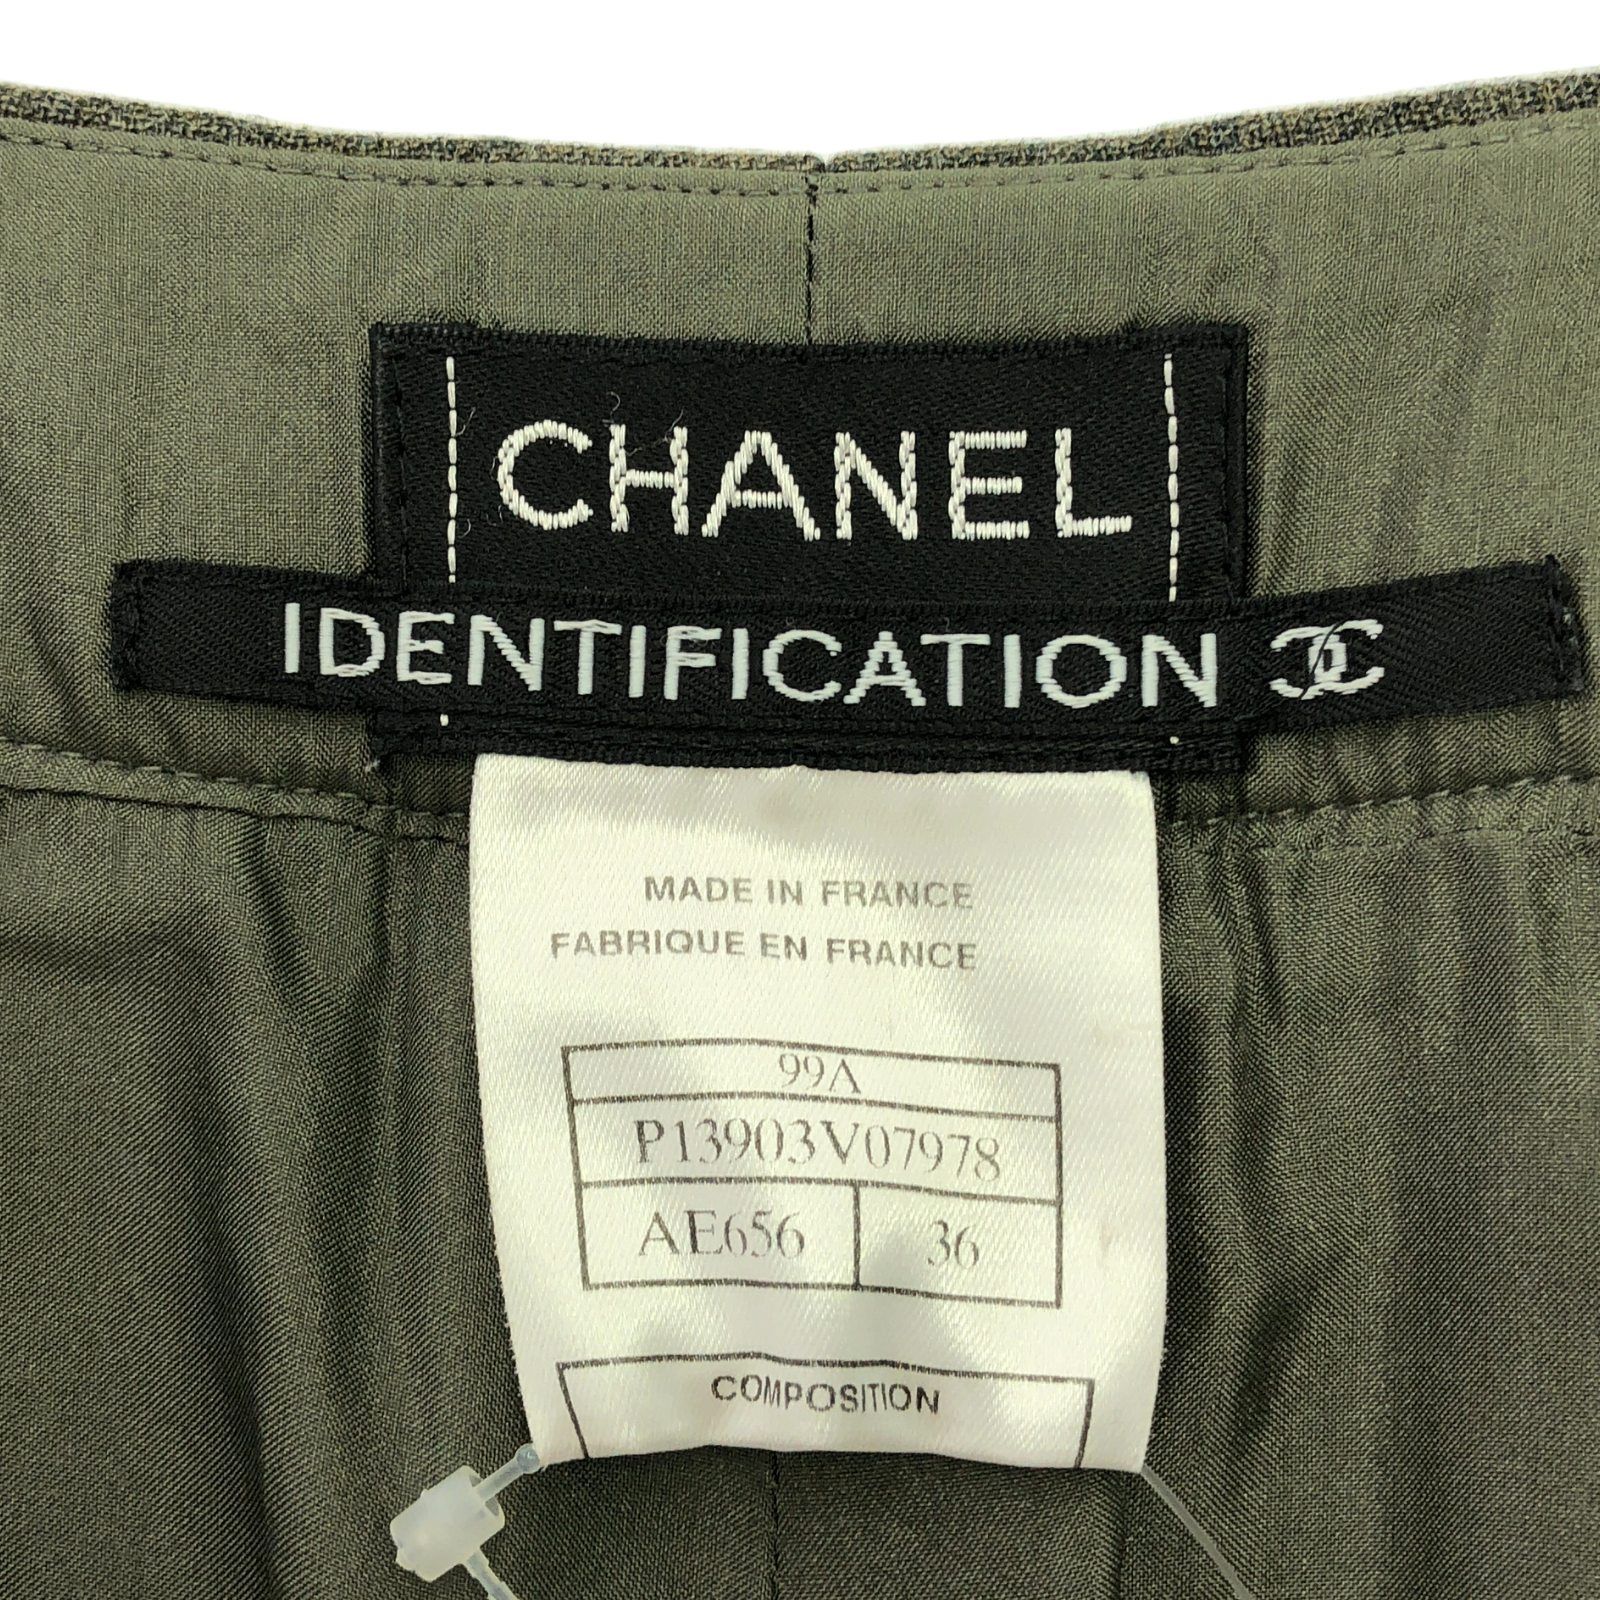 CHANEL
IDENTIFICATION
MADE IN FRANCE
FABRIQUE EN FRANCE
99A
P13903V07978
AE656 36
COMPOSITION